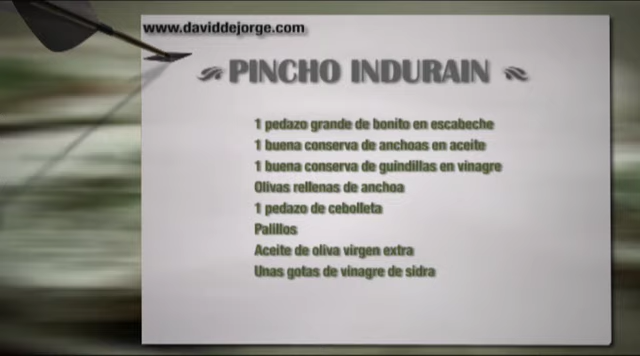 www.daviddejorge.com
PINCHO INDURAIN
1 pedazo grande de bonito en escabeche
1 buena conserva de anchoas en aceite
1 buena conserva de guindillas en vinagre
Olivas rellenas de anchoa
1 pedazo de cebolleta
Palillos
Aceite de oliva virgen extra
Unas gotas de vinagre de sidra